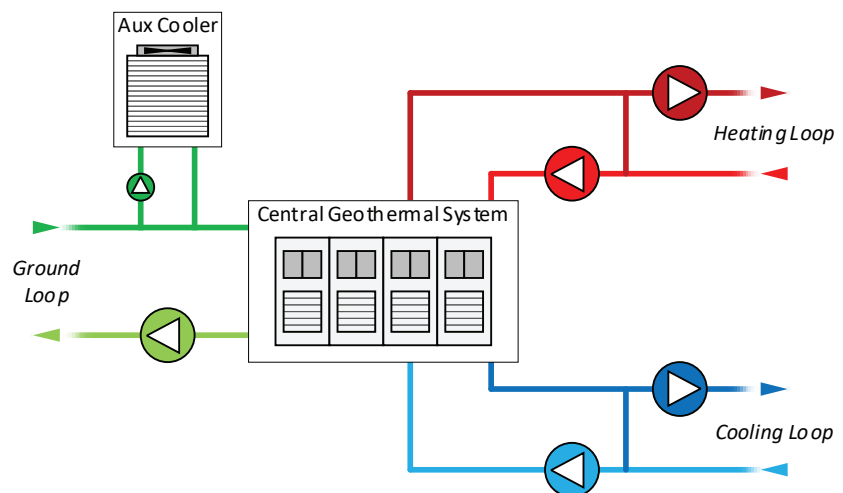 Aux Cooler
Heating Loop
Central Geothermal System
Ground
Loop
Cooling Loop